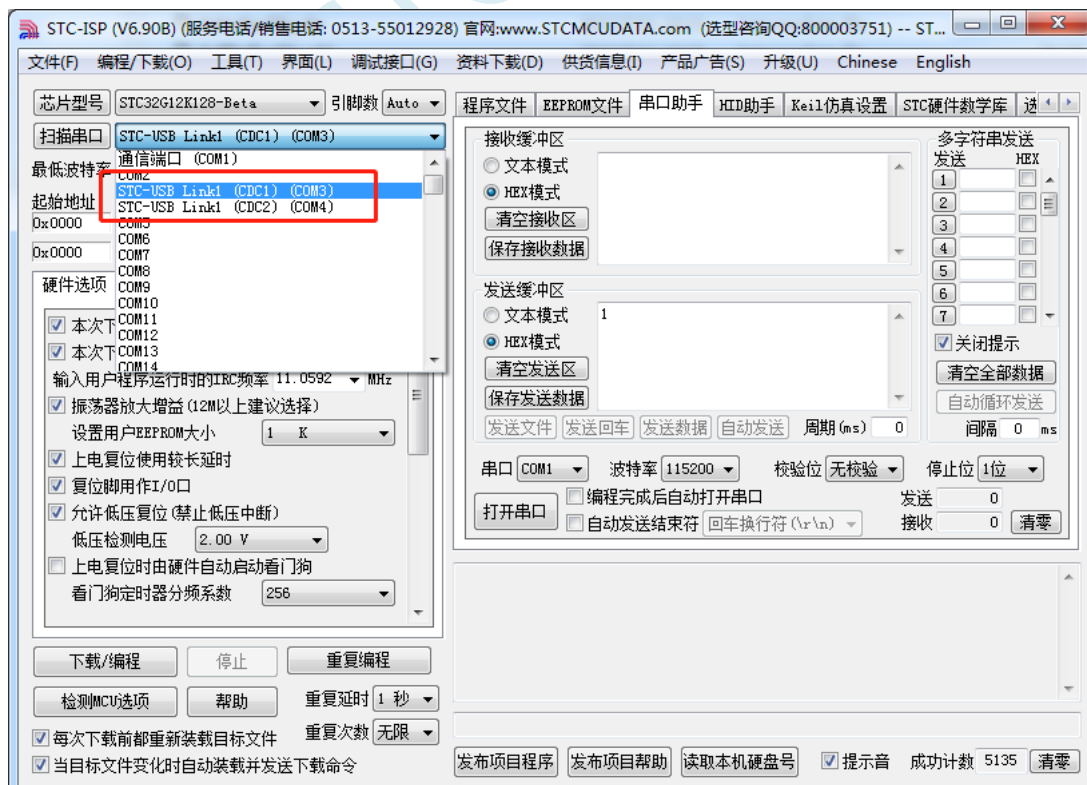 STC-ISP (V6.90B) (服务电话/销售电话: 0513-55012928) 官网:www.STCMCUDATA.com (选型咨询QQ:800003751) -- ST...
文件(F) 编程/下载(O) 工具(T) 界面(L) 调试接口(G) 资料下载(D) 供货信息(I) 产品广告(S) 升级(U) Chinese English
芯片型号 STC32G12K128-Beta 引脚数 Auto
扫描串口 STC-USB Link1 (CDC1) (COM3)
最低波特率
通信端口 (COM1)
COM2
STC-USB Link1 (CDC1) (COM3)
STC-USB Link1 (CDC2) (COM4)
COM5
COM6
COM7
COM8
COM9
COM10
COM11
COM12
COM13
COM14
起始地址
0x0000
0x0000
硬件选项
本次下
本次下
输入用户程序运行时的IRC频率 11.0592 MHz
振荡器放大增益(12M以上建议选择)
设置用户EEPROM大小 1 K
上电复位使用较长延时
复位脚用作I/O口
允许低压复位(禁止低压中断)
低压检测电压 2.00 V
上电复位时由硬件自动启动看门狗
看门狗定时器分频系数 256
下载/编程 停止 重复编程
检测MCU选项 帮助 重复延时 1 秒
重复次数 无限
每次下载前都重新装载目标文件
当目标文件变化时自动装载并发送下载命令
程序文件 EEPROM文件 串口助手 HID助手 Keil仿真设置 STC硬件数学库 选
接收缓冲区
文本模式
HEX模式
清空接收区
保存接收数据
多字符串发送
发送 HEX
1
2
3
4
5
6
7
关闭提示
清空全部数据
自动循环发送
间隔 0 ms
发送缓冲区
文本模式
1
HEX模式
清空发送区
保存发送数据
发送文件 发送回车 发送数据 自动发送 周期(ms) 0
串口 COM1 波特率 115200 校验位 无校验 停止位 1位
打开串口
编程完成后自动打开串口
自动发送结束符 回车换行符(\r\n)
发送 0
接收 0 清零
发布项目程序 发布项目帮助 读取本机硬盘号 提示音 成功计数 5135 清零